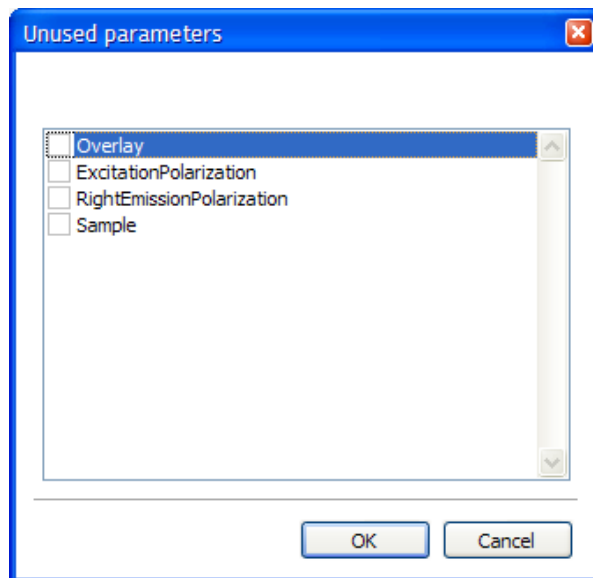 Unused parameters
Overlay
ExcitationPolarization
RightEmissionPolarization
Sample
OK
Cancel